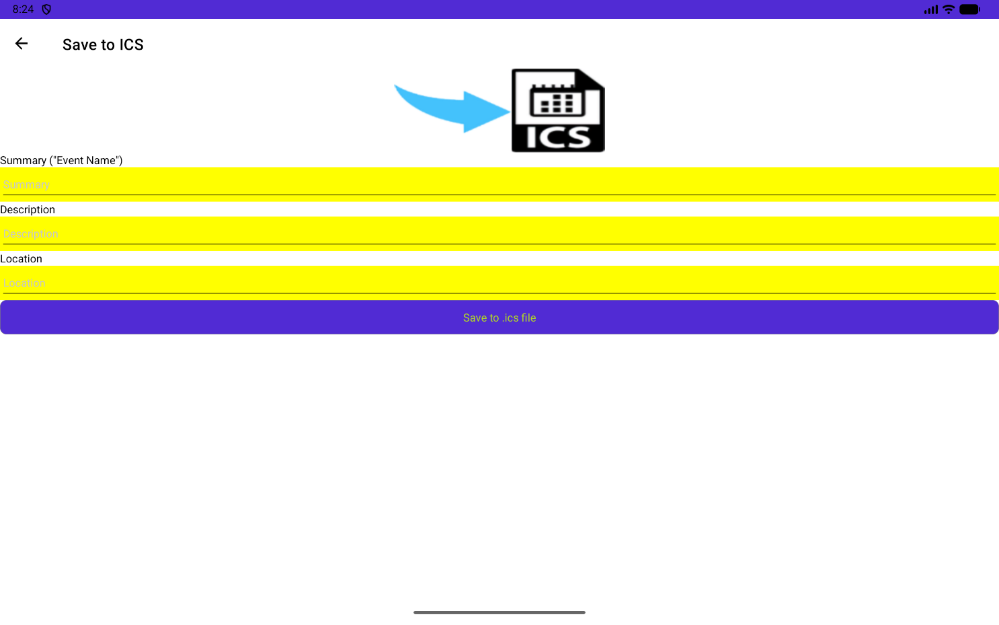 8:24
Save to ICS
ICS
Summary ("Event Name")
Summary
Description
Description
Location
Location
Save to .ics file